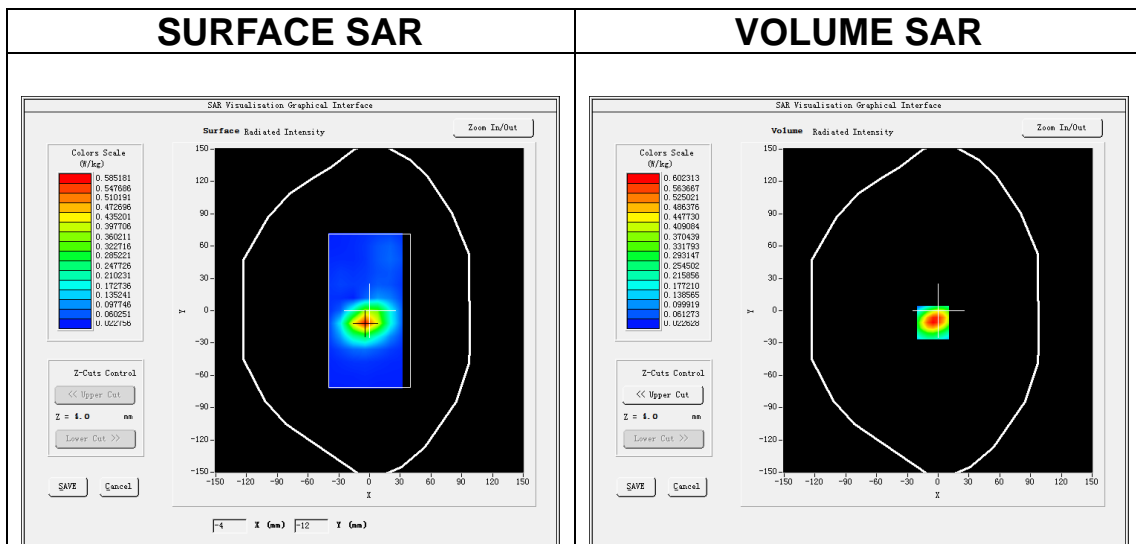 SURFACE SAR
SAR Visualisation Graphical Interface
Surface Radiated Intensity
Zoom In/Out
Colors Scale
(W/kg)
0.585181
0.547686
0.510191
0.472696
0.435201
0.397706
0.360211
0.322716
0.285221
0.247726
0.210231
0.172736
0.135241
0.097746
0.060251
0.022756
Z-Cuts Control
<< Upper Cut
Z = 4.0 mm
Lower Cut >>
SAVE Cancel
150
120
90
60
30
0
-30
-60
-90
-120
-150
Y
-150 -120 -90 -60 -30 0 30 60 90 120 150
X
-4 X (mm) -12 Y (mm)
VOLUME SAR
SAR Visualisation Graphical Interface
Volume Radiated Intensity
Zoom In/Out
Colors Scale
(W/kg)
0.602313
0.563667
0.525021
0.486376
0.447730
0.409084
0.370439
0.331793
0.293147
0.254502
0.215856
0.177210
0.138565
0.099919
0.061273
0.022628
Z-Cuts Control
<< Upper Cut
Z = 4.0 mm
Lower Cut >>
SAVE Cancel
150
120
90
60
30
0
-30
-60
-90
-120
-150
Y
-150 -120 -90 -60 -30 0 30 60 90 120 150
X